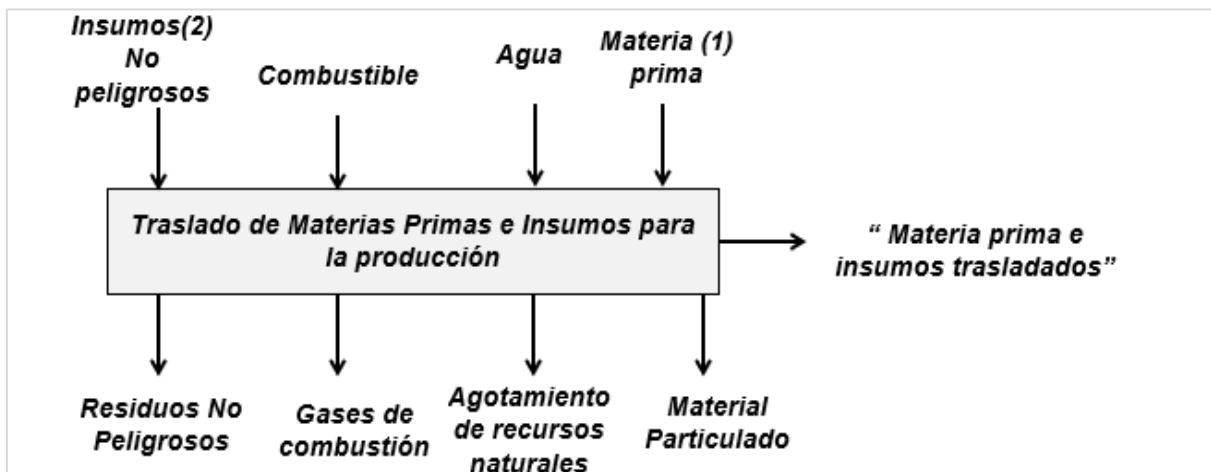 Insumos(2)
No
peligrosos
Combustible
Agua
Materia (1)
prima
Traslado de Materias Primas e Insumos para
la producción
“ Materia prima e
insumos trasladados”
Residuos No
Peligrosos
Gases de
combustión
Agotamiento
de recursos
naturales
Material
Particulado